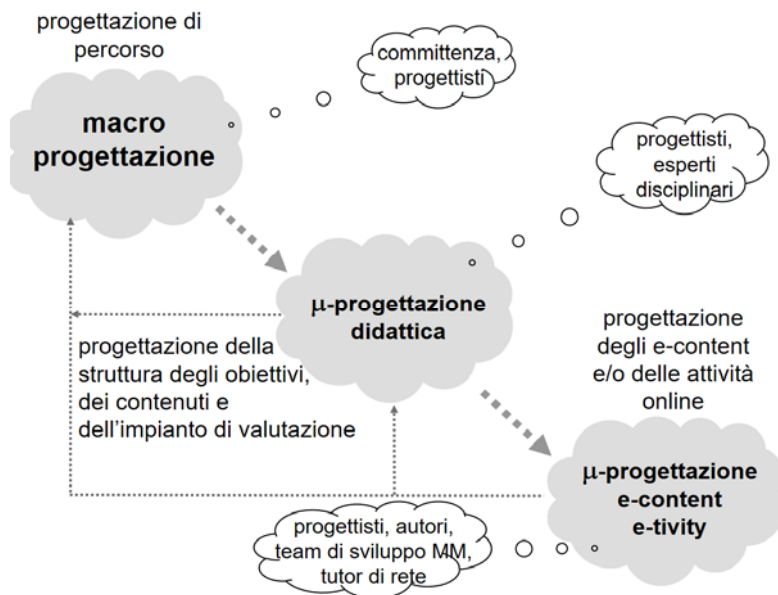 progettazione di
percorso
macro
progettazione
committenza,
progettisti
progettisti,
esperti
disciplinari
μ-progettazione
didattica
progettazione della
struttura degli obiettivi,
dei contenuti e
dell'impianto di valutazione
progettazione
degli e-content
e/o delle attività
online
μ-progettazione
e-content
e-tivity
progettisti, autori,
team di sviluppo MM,
tutor di rete